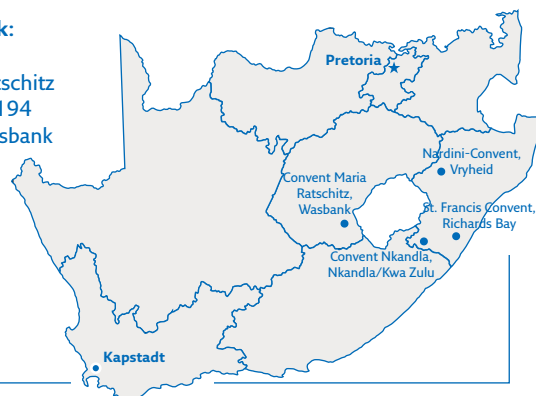 k:
schitz
194
sbank
Pretoria
Nardini-Convent,
Vryheid
Convent Maria
Ratschitz,
Wasbank
St. Francis Convent,
Richards Bay
Convent Nkandla,
Nkandla/Kwa Zulu
Kapstadt